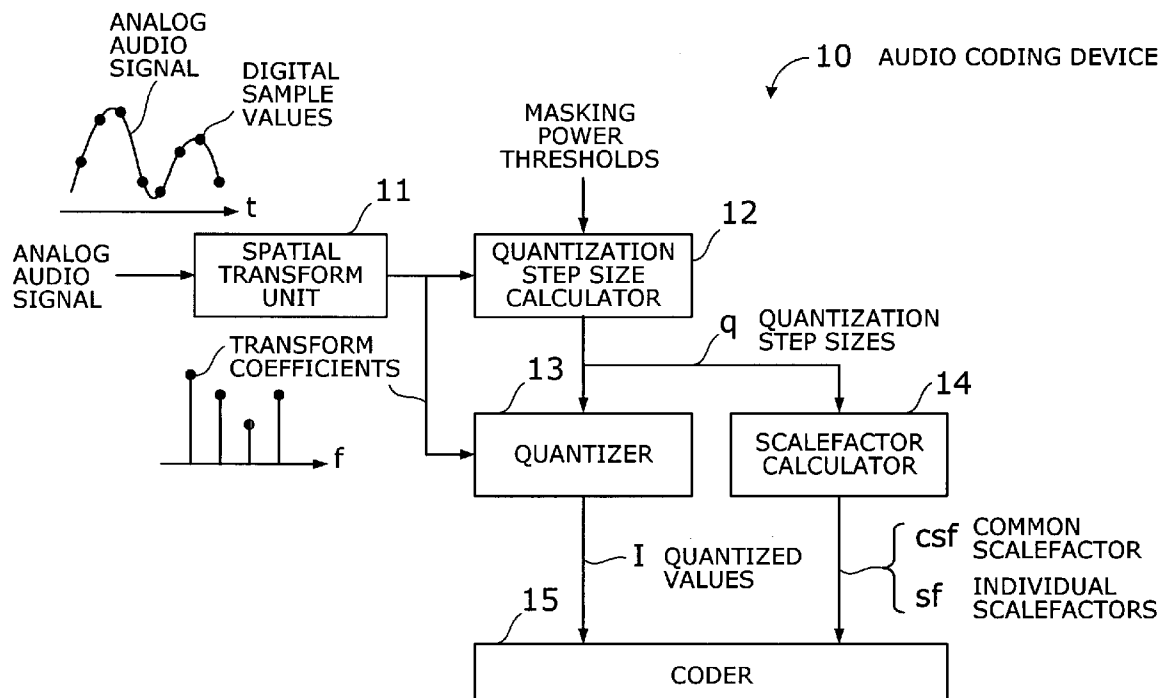 ANALOG
AUDIO
SIGNAL
DIGITAL
SAMPLE
VALUES
t
10 AUDIO CODING DEVICE
MASKING
POWER
THRESHOLDS
ANALOG
AUDIO
SIGNAL
11
SPATIAL
TRANSFORM
UNIT
12
QUANTIZATION
STEP SIZE
CALCULATOR
q QUANTIZATION
STEP SIZES
TRANSFORM
COEFFICIENTS
f
13
QUANTIZER
14
SCALEFACTOR
CALCULATOR
I QUANTIZED
VALUES
csf COMMON
SCALEFACTOR
sf INDIVIDUAL
SCALEFACTORS
15
CODER